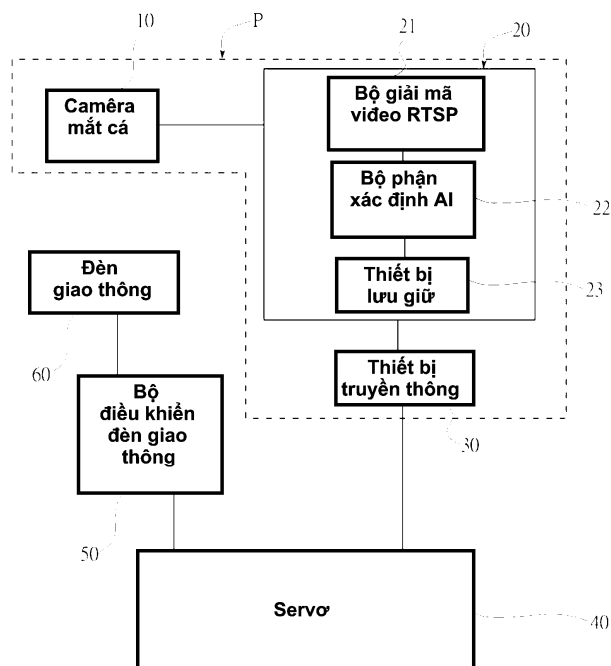 10
P
21
20
Camêra
mắt cá
Bộ giải mã
viđeo RTSP
Bộ phận
xác định AI
22
Đèn
giao thông
Thiết bị
lưu giữ
23
60
Thiết bị
truyền thông
Bộ
điều khiển
đèn giao
thông
30
50
Servơ
40